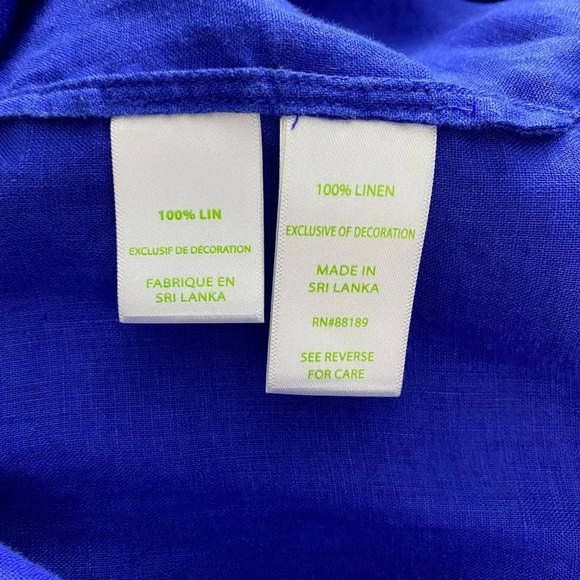 100% LIN
EXCLUSIF DE DÉCORATION
FABRIQUE EN
SRI LANKA
100% LINEN
EXCLUSIVE OF DECORATION
MADE IN
SRI LANKA
RN#88189
SEE REVERSE
FOR CARE